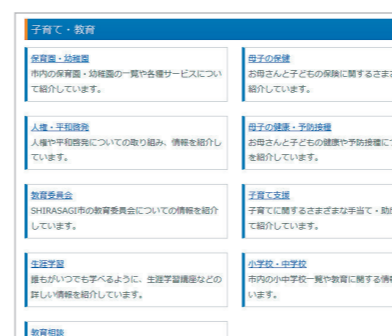 子育て・教育
保育園・幼稚園
市内の保育園・幼稚園の一覧や各種サービスについ
て紹介しています。
母子の保健
お母さんと子どもの保険に関するさまざ
紹介しています。
人権・平和啓発
人権や平和啓発についての取り組み、情報を紹介し
ています。
母子の健康・予防接種
お母さんと子どもの健康や予防接種に
を紹介しています。
教育委員会
SHIRASAGI市の教育委員会についての情報を紹介
しています。
子育て支援
子育てに関するさまざまな手当て・助
て紹介しています。
生涯学習
誰もがいつでも学べるように、生涯学習講座などの
詳しい情報を紹介しています。
小学校・中学校
市内の小中学校一覧や教育に関する情
います。
教育相談